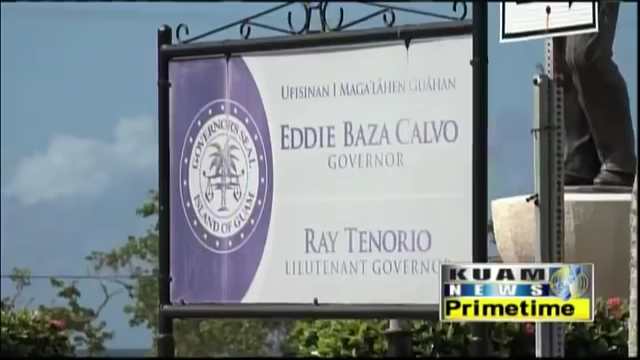 UFISINAN I MAGA'LÅHEN GUÅHAN
EDDIE BAZA CALVO
GOVERNOR
GOVERNOR'S SEAL
ISLAND OF GUAM
RAY TENORIO
LIEUTENANT GOVERNOR
KUAM
NEWS
Primetime